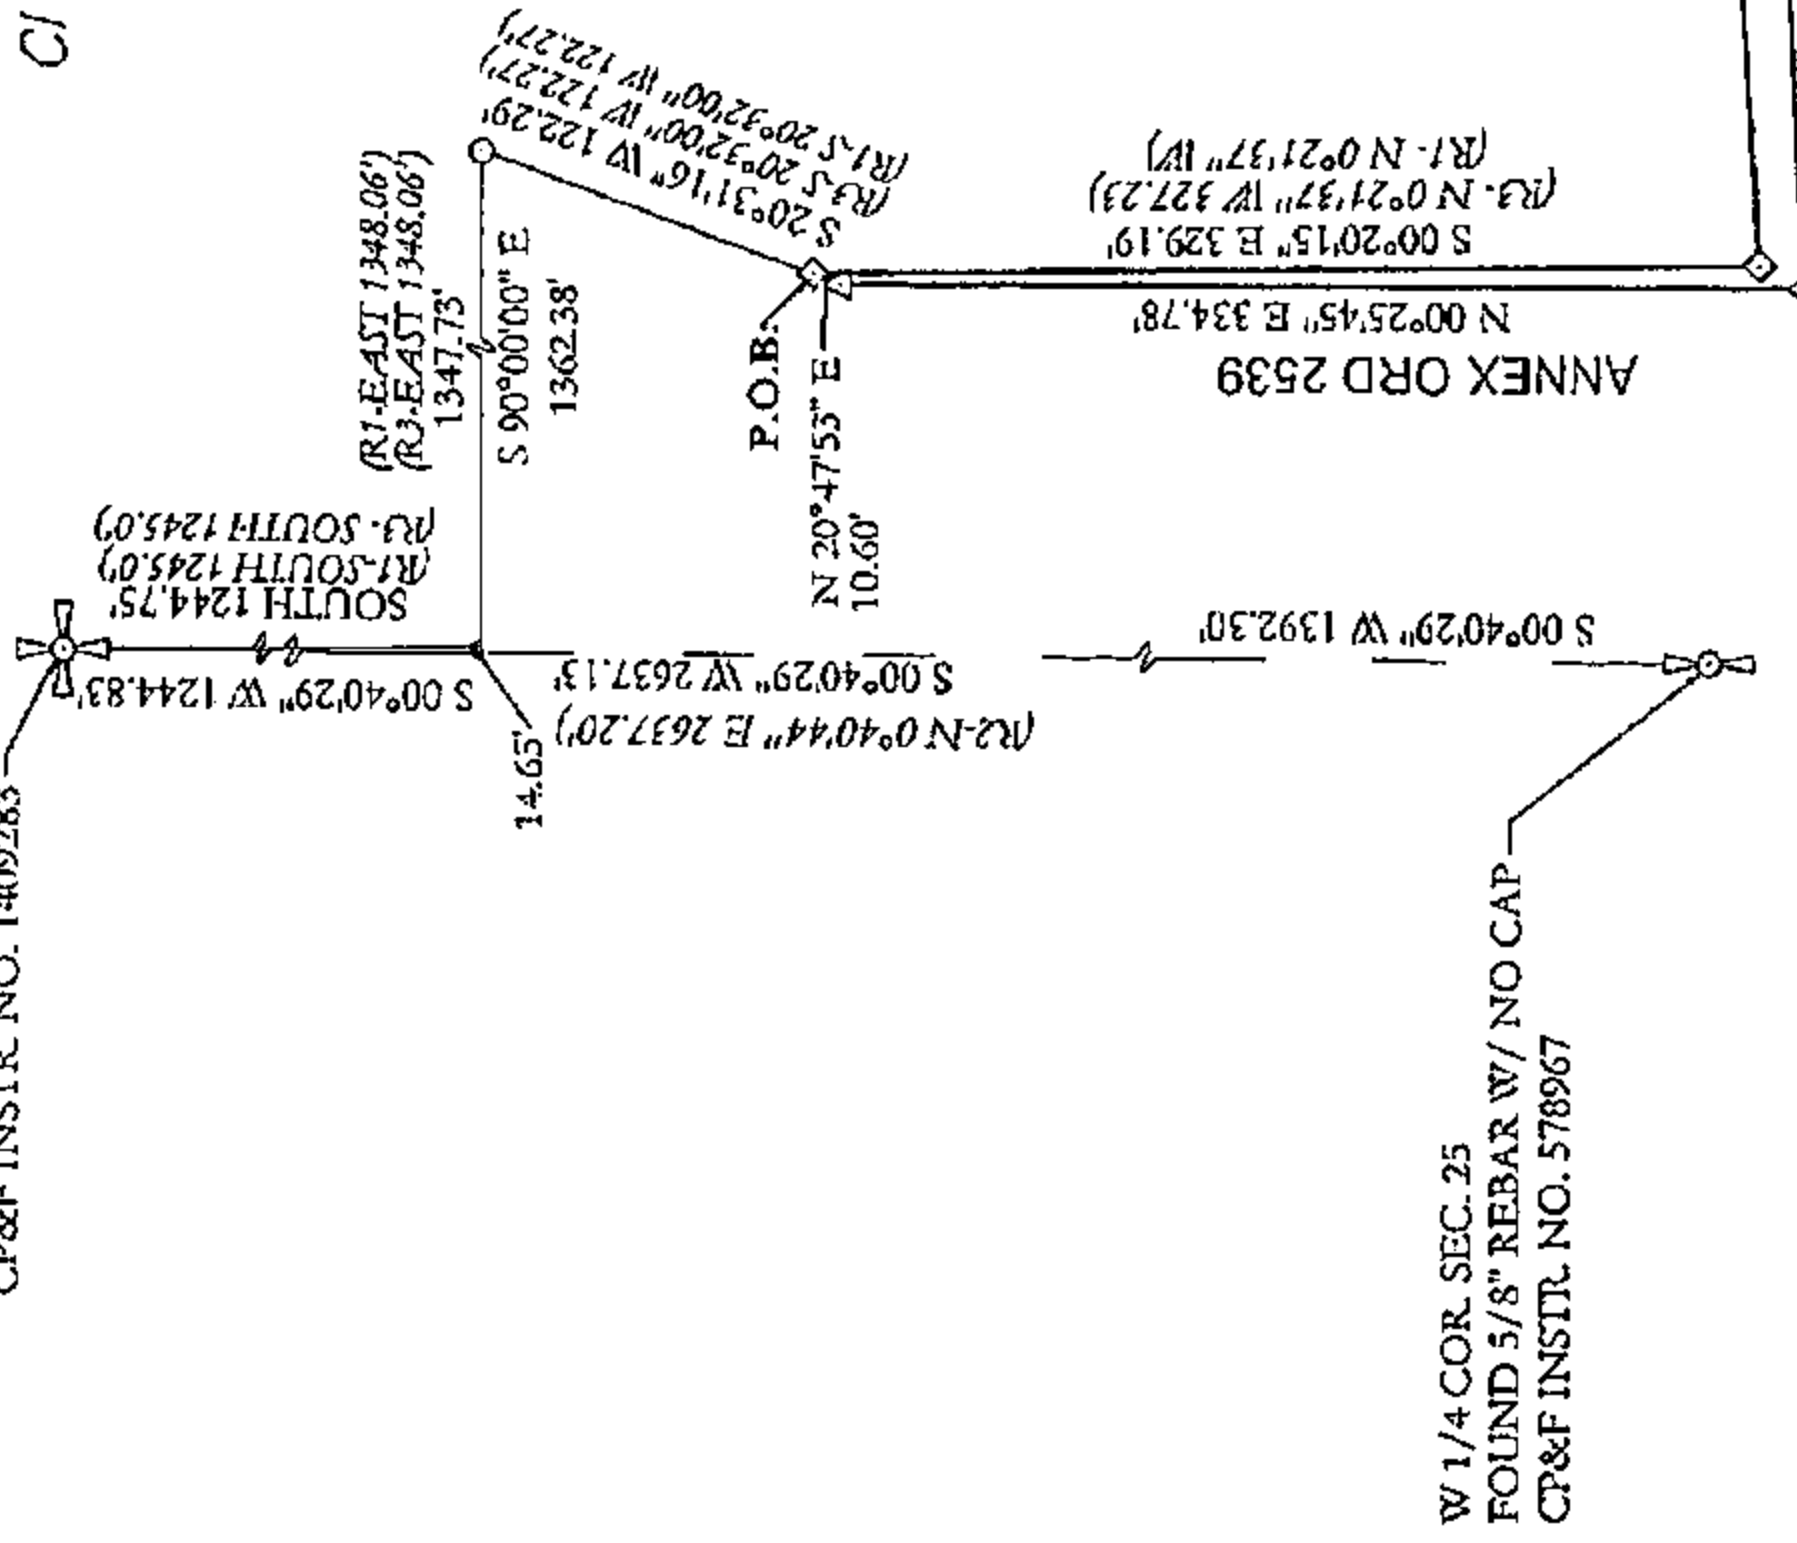 (R1-EAST 1348.06')
(R3-EAST 1348.06')
1347.73'
S 90°00'00" E
1362.38'
S 20°31'16" W 122.29'
(R3-S 20°32'00" W 122.27')
(R1-S 20°32'00" W 122.27')
(R3- SOUTH 1245.0')
(R1-SOUTH 1245.0')
SOUTH 1244.75'
S 00°40'29" W 1244.83'
CP&F INSTR. NO. 1409283
P.O.B.
N 20°47'53" E
10.60'
(R1- N 0°21'37" W)
(R3- N 0°21'37" W 327.23)
S 00°20'15" E 329.19'
N 00°25'45" E 334.78'
ANNEX ORD 2539
S 00°40'29" W 2637.13'
(R2-N 0°40'44" E 2637.20')
14.65'
S 00°40'29" W 1392.30'
W 1/4 COR. SEC. 25
FOUND 5/8" REBAR W/ NO CAP
CP&F INSTR. NO. 578967